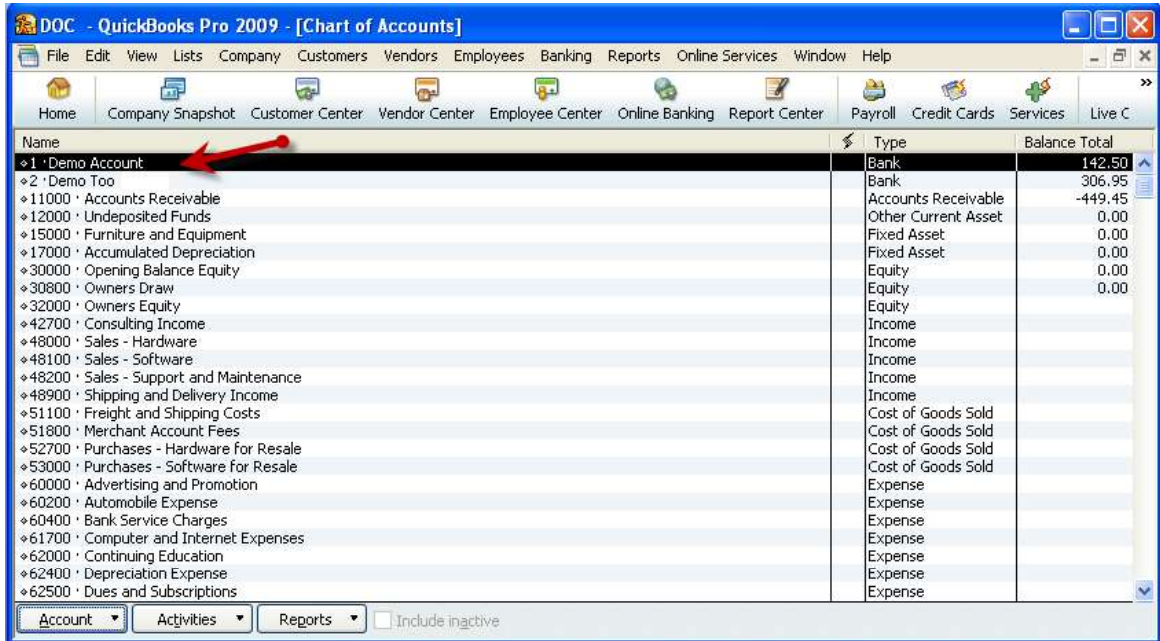 DOC - QuickBooks Pro 2009 - [Chart of Accounts]
File Edit View Lists Company Customers Vendors Employees Banking Reports Online Services Window Help
Home Company Snapshot Customer Center Vendor Center Employee Center Online Banking Report Center Payroll Credit Cards Services Live C
Name Type Balance Total
1 · Demo Account Bank 142.50
2 · Demo Too Bank 306.95
11000 · Accounts Receivable Accounts Receivable -449.45
12000 · Undeposited Funds Other Current Asset 0.00
15000 · Furniture and Equipment Fixed Asset 0.00
17000 · Accumulated Depreciation Fixed Asset 0.00
30000 · Opening Balance Equity Equity 0.00
30800 · Owners Draw Equity 0.00
32000 · Owners Equity Equity
42700 · Consulting Income Income
48000 · Sales - Hardware Income
48100 · Sales - Software Income
48200 · Sales - Support and Maintenance Income
48900 · Shipping and Delivery Income Income
51100 · Freight and Shipping Costs Cost of Goods Sold
51800 · Merchant Account Fees Cost of Goods Sold
52700 · Purchases - Hardware for Resale Cost of Goods Sold
53000 · Purchases - Software for Resale Cost of Goods Sold
60000 · Advertising and Promotion Expense
60200 · Automobile Expense Expense
60400 · Bank Service Charges Expense
61700 · Computer and Internet Expenses Expense
62000 · Continuing Education Expense
62400 · Depreciation Expense Expense
62500 · Dues and Subscriptions Expense
Account Activities Reports Include inactive